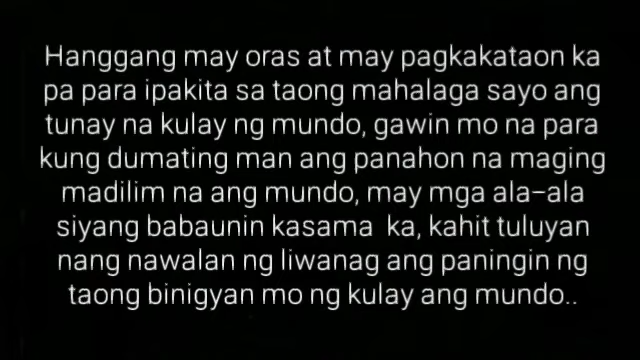 Hanggang may oras at may pagkakataon ka
pa para ipakita sa taong mahalaga sayo ang
tunay na kulay ng mundo, gawin mo na para
kung dumating man ang panahon na maging
madilim na ang mundo, may mga ala-ala
siyang babaunin kasama ka, kahit tuluyan
nang nawalan ng liwanag ang paningin ng
taong binigyan mo ng kulay ang mundo..